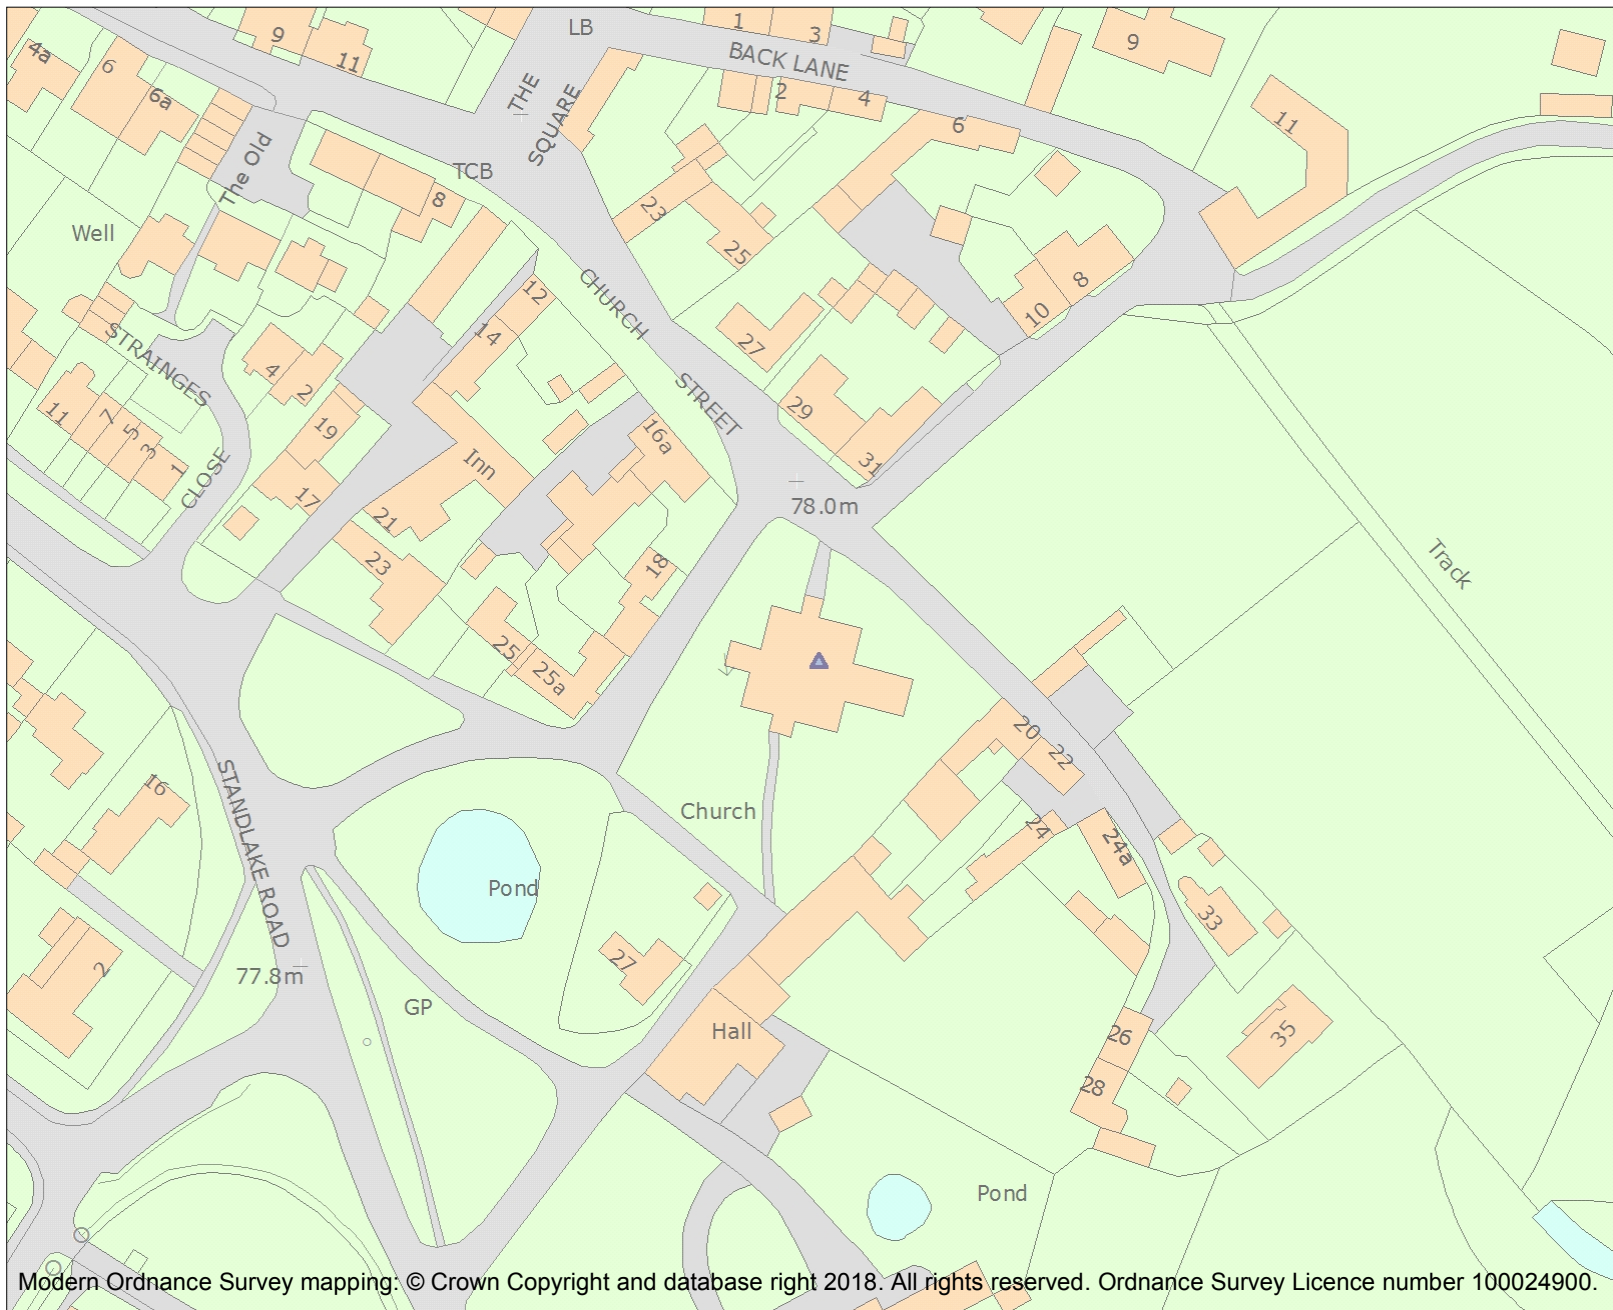 LB
1
3
9
9
11
4a
6
6a
BACK LANE
THE
SQUARE
2
4
6
11
TCB
The Old
8
23
25
Well
CHURCH
STREET
8
10
12
14
27
STRAINGES
CLOSE
4
2
11
7
5
3
1
19
17
29
31
16a
Inn
21
23
78.0m
18
Track
25
25a
20
22
STANDLAKE ROAD
16
Church
24
24a
Pond
33
27
2
77.8m
GP
Hall
26
28
35
Pond
Modern Ordnance Survey mapping: © Crown Copyright and database right 2018. All rights reserved. Ordnance Survey Licence number 100024900.